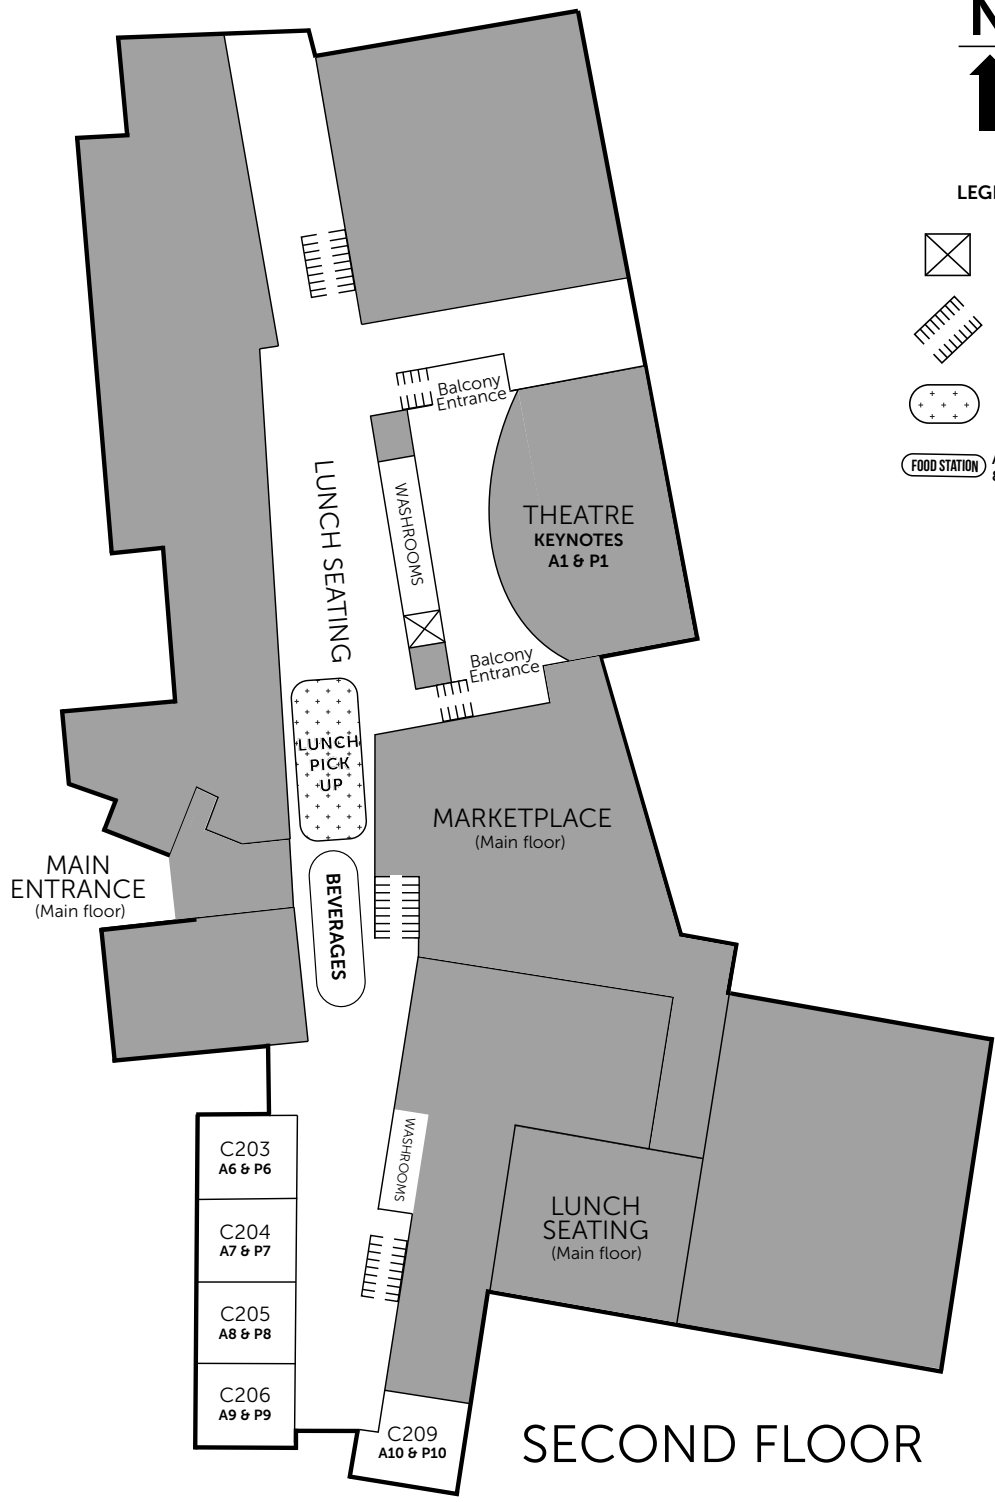 N
LEGE
FOOD STATION
Balcony
Entrance
LUNCH SEATING
WASHROOMS
THEATRE
KEYNOTES
A1 & P1
Balcony
Entrance
LUNCH
PICK
UP
MARKETPLACE
(Main floor)
MAIN
ENTRANCE
(Main floor)
BEVERAGES
WASHROOMS
C203
A6 & P6
C204
A7 & P7
C205
A8 & P8
C206
A9 & P9
LUNCH
SEATING
(Main floor)
C209
A10 & P10
SECOND FLOOR